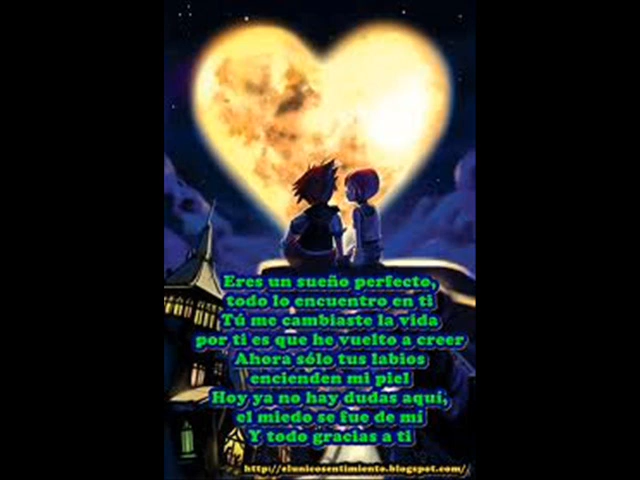 Eres un sueño perfecto,
todo lo encuentro en ti
Tú me cambiaste la vida
por ti es que he vuelto a creer
Ahora sólo tus labios
encienden mi piel
Hoy ya no hay dudas aquí,
el miedo se fue de mí
Y todo gracias a ti
http://elunicosentimiento.blogspot.com/